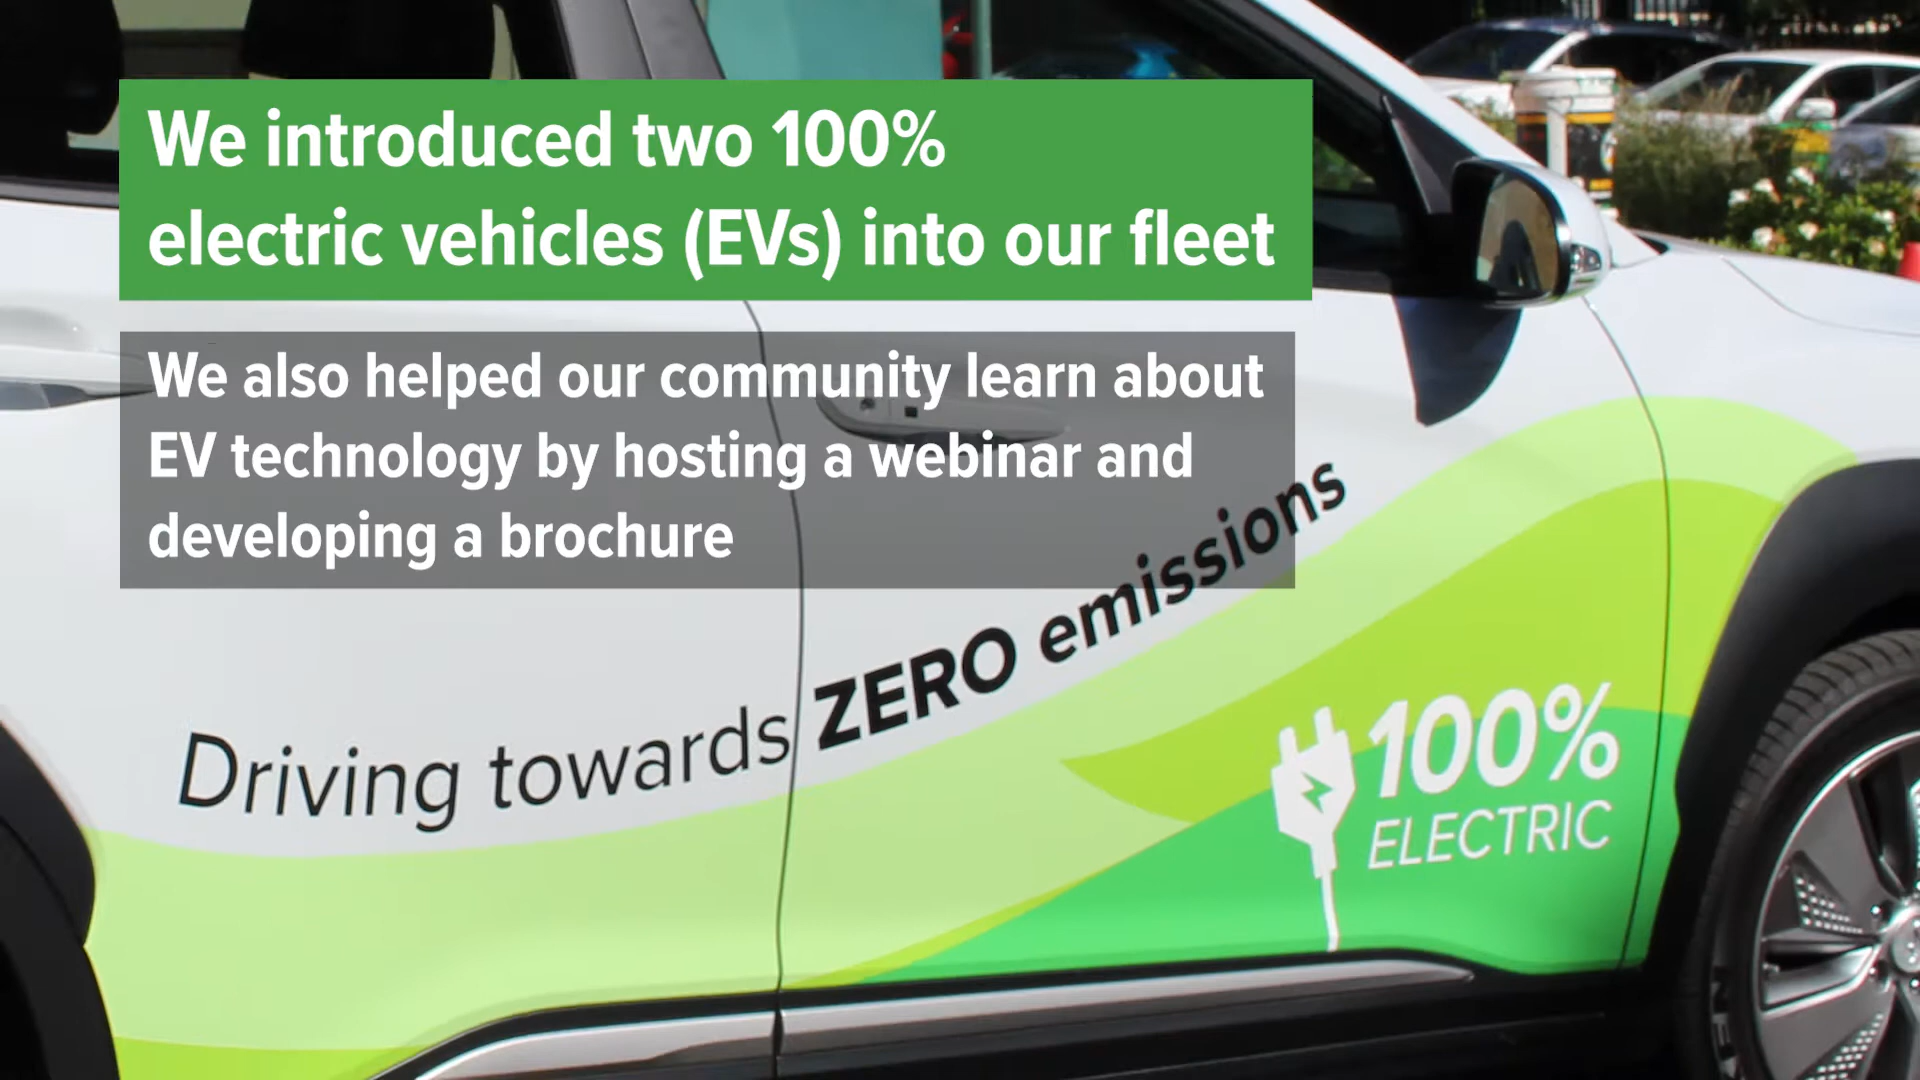 We introduced two 100%
electric vehicles (EVs) into our fleet
We also helped our community learn about
EV technology by hosting a webinar and
developing a brochure
Driving towards ZERO emissions
100%
ELECTRIC